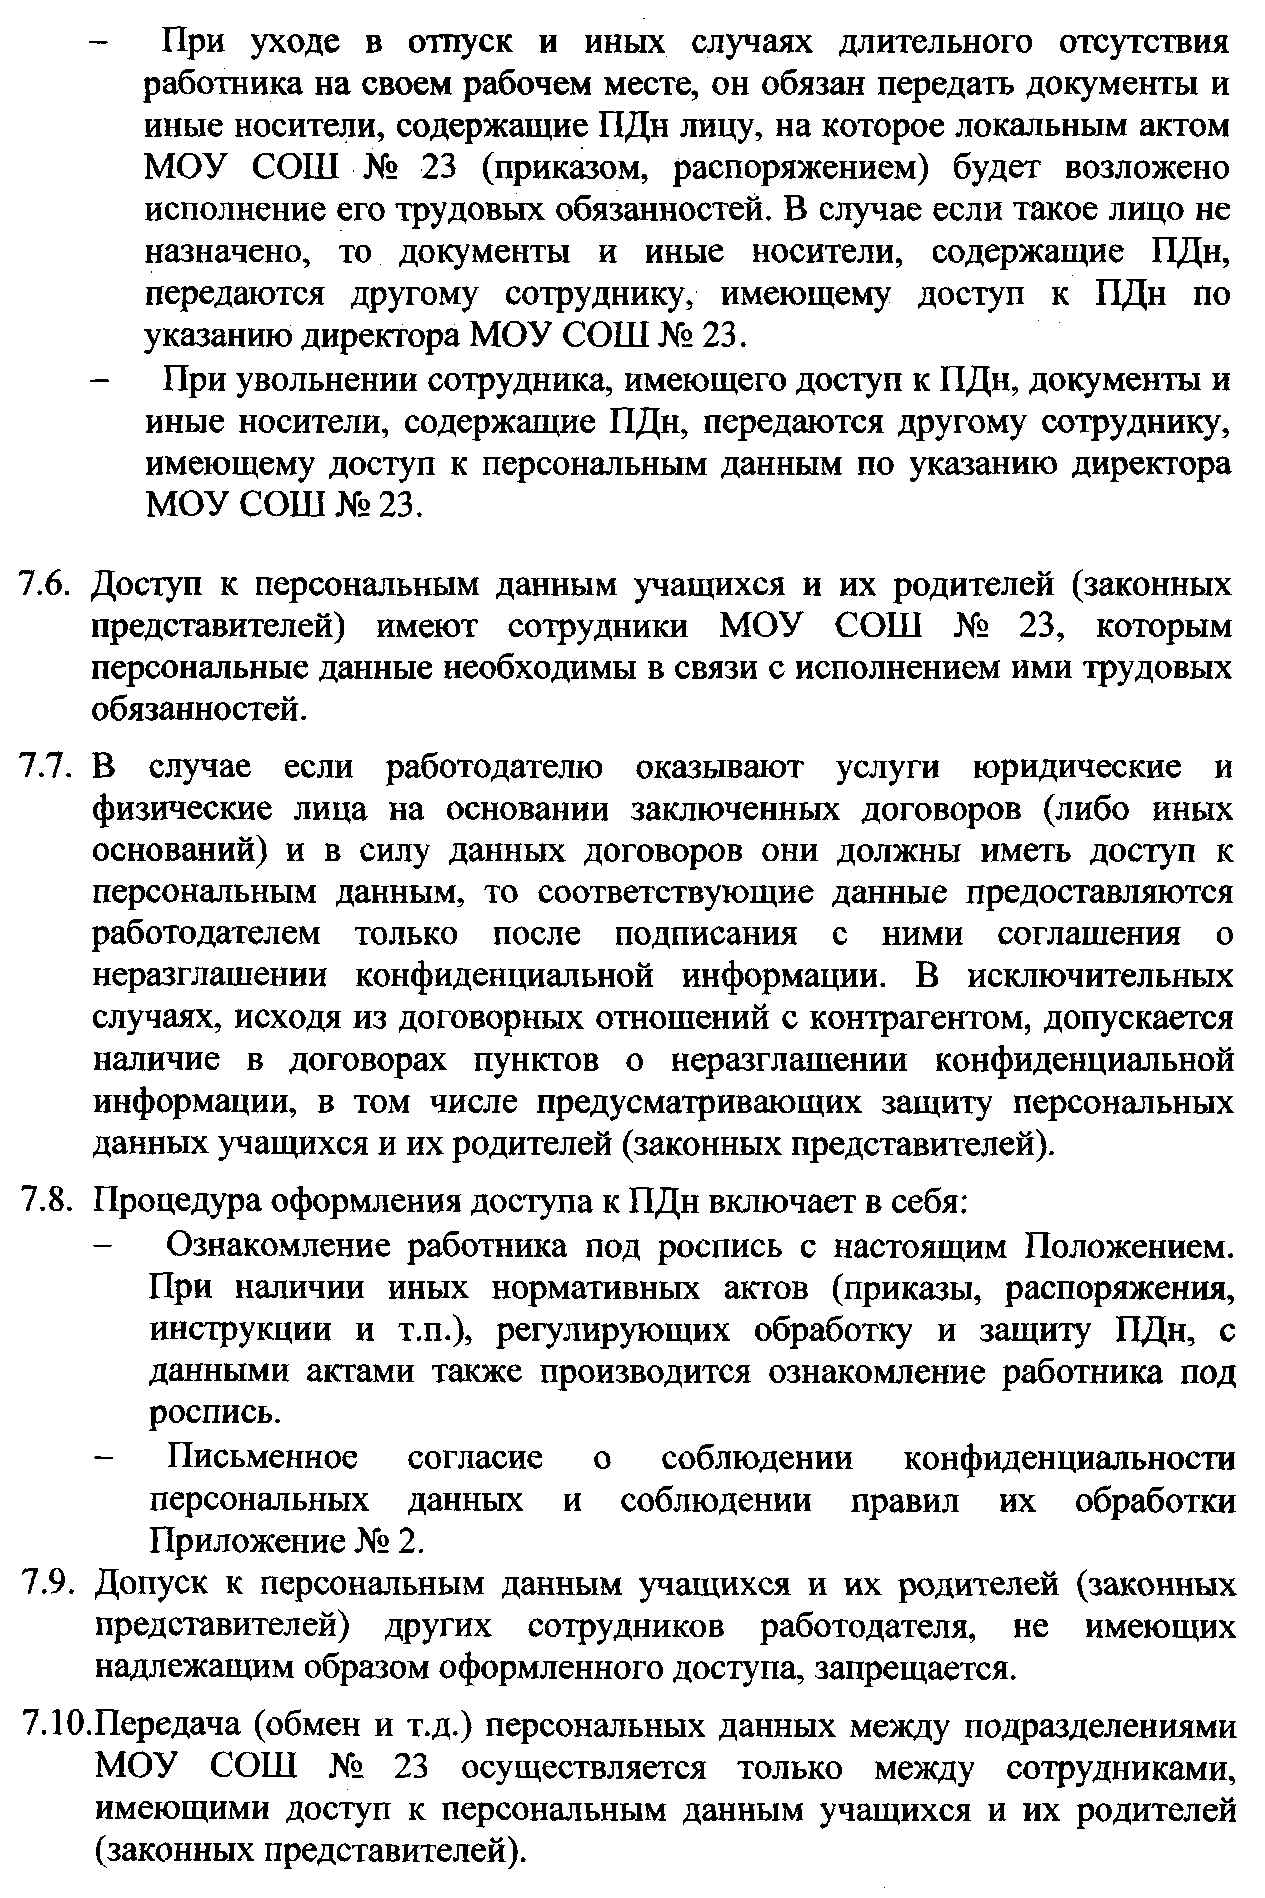 – При уходе в отпуск и иных случаях длительного отсутствия
работника на своем рабочем месте, он обязан передать документы и
иные носители, содержащие ПДн лицу, на которое локальным актом
МОУ СОШ № 23 (приказом, распоряжением) будет возложено
исполнение его трудовых обязанностей. В случае если такое лицо не
назначено, то документы и иные носители, содержащие ПДн,
передаются другому сотруднику, имеющему доступ к ПДн по
указанию директора МОУ СОШ № 23.
– При увольнении сотрудника, имеющего доступ к ПДн, документы и
иные носители, содержащие ПДн, передаются другому сотруднику,
имеющему доступ к персональным данным по указанию директора
МОУ СОШ № 23.
7.6. Доступ к персональным данным учащихся и их родителей (законных
представителей) имеют сотрудники МОУ СОШ № 23, которым
персональные данные необходимы в связи с исполнением ими трудовых
обязанностей.
7.7. В случае если работодателю оказывают услуги юридические и
физические лица на основании заключенных договоров (либо иных
оснований) и в силу данных договоров они должны иметь доступ к
персональным данным, то соответствующие данные предоставляются
работодателем только после подписания с ними соглашения о
неразглашении конфиденциальной информации. В исключительных
случаях, исходя из договорных отношений с контрагентом, допускается
наличие в договорах пунктов о неразглашении конфиденциальной
информации, в том числе предусматривающих защиту персональных
данных учащихся и их родителей (законных представителей).
7.8. Процедура оформления доступа к ПДн включает в себя:
– Ознакомление работника под роспись с настоящим Положением.
При наличии иных нормативных актов (приказы, распоряжения,
инструкции и т.п.), регулирующих обработку и защиту ПДн, с
данными актами также производится ознакомление работника под
роспись.
– Письменное согласие о соблюдении конфиденциальности
персональных данных и соблюдении правил их обработки
Приложение № 2.
7.9. Допуск к персональным данным учащихся и их родителей (законных
представителей) других сотрудников работодателя, не имеющих
надлежащим образом оформленного доступа, запрещается.
7.10.Передача (обмен и т.д.) персональных данных между подразделениями
МОУ СОШ № 23 осуществляется только между сотрудниками,
имеющими доступ к персональным данным учащихся и их родителей
(законных представителей).